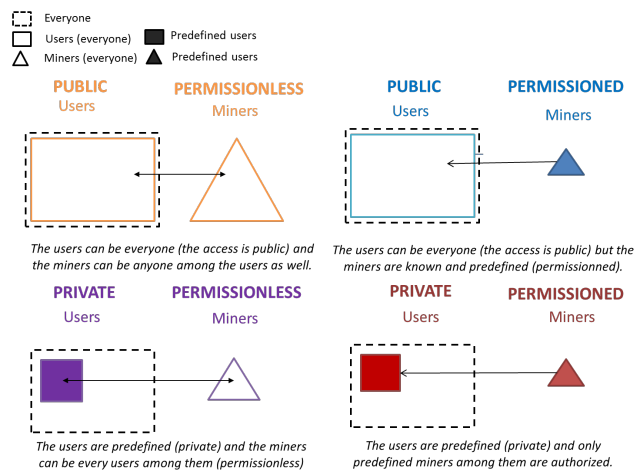 Everyone
Users (everyone)
Predefined users
Miners (everyone)
Predefined users
PUBLIC
Users
PERMISSIONLESS
Miners
The users can be everyone (the access is public) and
the miners can be anyone among the users as well.
PUBLIC
Users
PERMISSIONED
Miners
The users can be everyone (the access is public) but the
miners are known and predefined (permissionned).
PRIVATE
Users
PERMISSIONLESS
Miners
The users are predefined (private) and the miners
can be every users among them (permissionless)
PRIVATE
Users
PERMISSIONED
Miners
The users are predefined (private) and only
predefined miners among them are authorized.